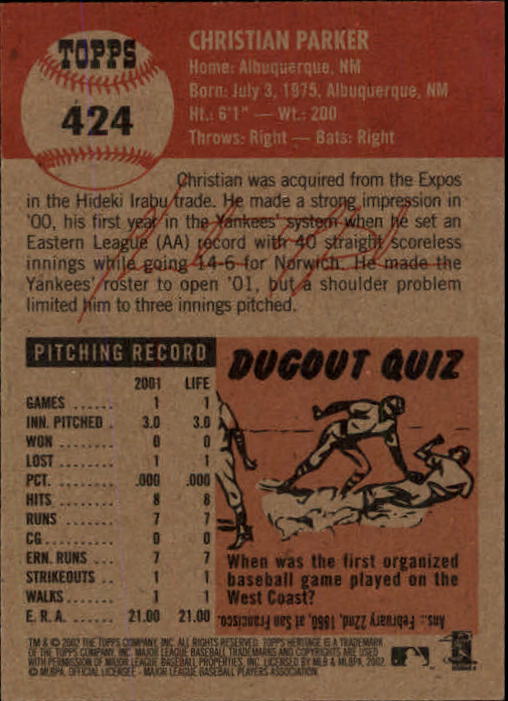 TOPPS
424
CHRISTIAN PARKER
Home: Albuquerque, NM
Born: July 3, 1975, Albuquerque, NM
Ht.: 6'1" — Wt.: 200
Throws: Right — Bats: Right
Christian was acquired from the Expos
in the Hideki Irabu trade. He made a strong impression in
'00, his first year in the Yankees' system when he set an
Eastern League (AA) record with 40 straight scoreless
innings while going 14-6 for Norwich. He made the
Yankees' roster to open '01, but a shoulder problem
limited him to three innings pitched.
PITCHING RECORD
2001 LIFE
GAMES ...... 1 1
INN. PITCHED . 3.0 3.0
WON ........ 0 0
LOST ........ 1 1
PCT. ........ .000 .000
HITS ........ 8 8
RUNS ....... 7 7
CG. ......... 0 0
ERN. RUNS ... 7 7
STRIKEOUTS .. 1 1
WALKS ...... 1 1
E. R. A. ...... 21.00 21.00
DUGOUT QUIZ
When was the first organized
baseball game played on the
West Coast?
Ans.: February 22nd, 1860, at San Francisco.
TM & © 2002 THE TOPPS COMPANY, INC. ALL RIGHTS RESERVED. TOPPS HERITAGE IS A TRADEMARK
OF THE TOPPS COMPANY, INC. MAJOR LEAGUE BASEBALL TRADEMARKS AND COPYRIGHTS ARE USED
WITH PERMISSION OF MAJOR LEAGUE BASEBALL PROPERTIES, INC. LICENSED BY MLB & MLBPA, 2002.
© MLBPA, OFFICIAL LICENSEE - MAJOR LEAGUE BASEBALL PLAYERS ASSOCIATION